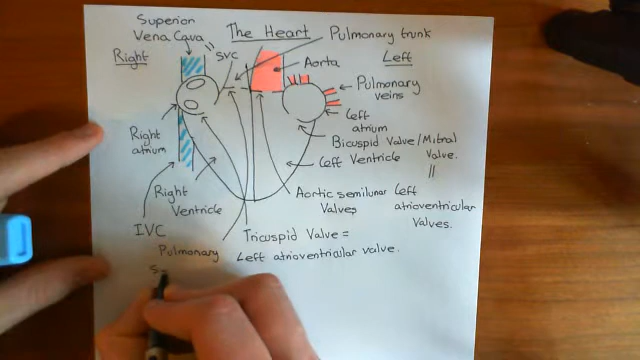 Superior
Vena Cava
"
SVC
The Heart
Pulmonary trunk
Right
Left
Aorta
Pulmonary
veins
Left
atrium
Right
atrium
Bicuspid Valve/Mitral
Valve.
=
Left
atrioventricular
Valves.
Left Ventricle
Right
Ventricle
Aortic semilunar
Valves
IVC
Tricuspid Valve =
Left atrioventricular valve.
Pulmonary
s